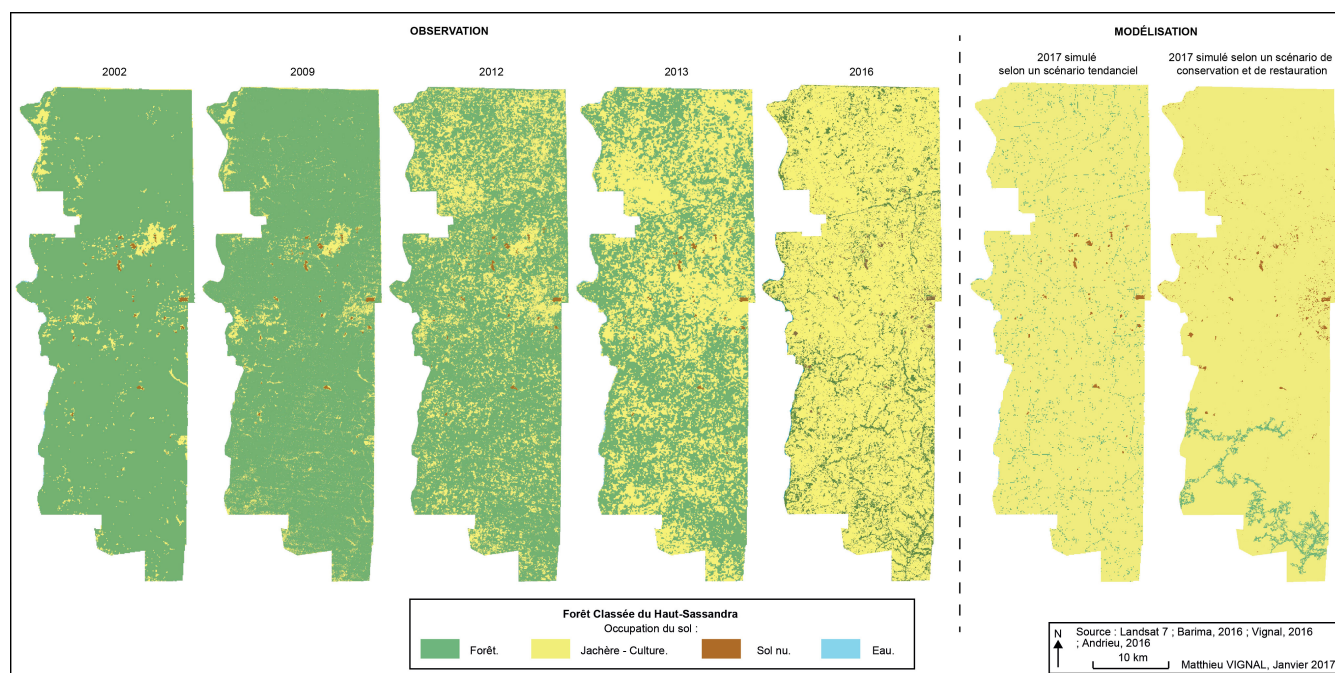 OBSERVATION
MODÉLISATION
2002
2009
2012
2013
2016
2017 simulé
selon un scénario tendanciel
2017 simulé selon un scénario de
conservation et de restauration
Forêt Classée du Haut-Sassandra
Occupation du sol :
Forêt.
Jachère - Culture.
Sol nu.
Eau.
N
Source : Landsat 7 ; Barima, 2016 ; Vignal, 2016
; Andrieu, 2016
10 km
Matthieu VIGNAL, Janvier 2017